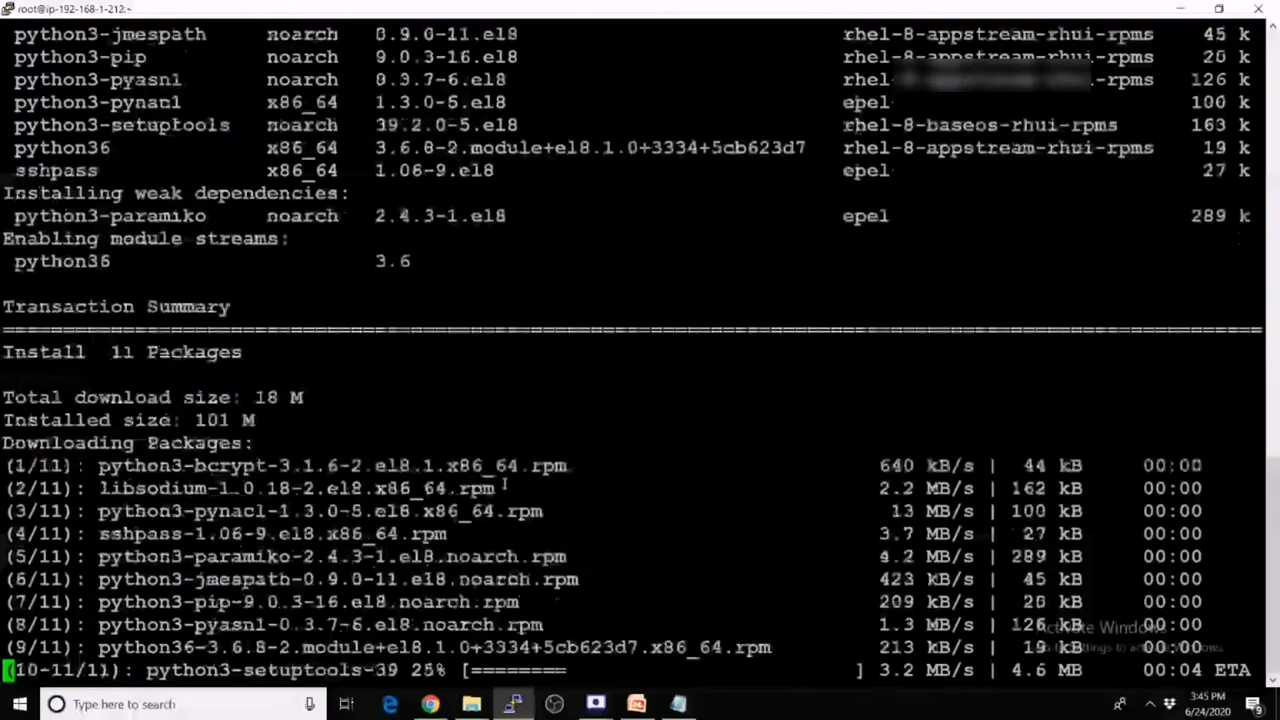 root@ip-192-168-1-212:~
python3-jmespath noarch 0.9.0-11.el8 rhel-8-appstream-rhui-rpms 45 k
python3-pip noarch 9.0.3-16.el8 rhel-8-appstream-rhui-rpms 20 k
python3-pyasn1 noarch 0.3.7-6.el8 rhel rpms 126 k
python3-pynacl x86_64 1.3.0-5.el8 epel 100 k
python3-setuptools noarch 39.2.0-5.el8 rhel-8-baseos-rhui-rpms 163 k
python36 x86_64 3.6.8-2.module+el8.1.0+3334+5cb623d7 rhel-8-appstream-rhui-rpms 19 k
sshpass x86_64 1.06-9.el8 epel 27 k
Installing weak dependencies:
python3-paramiko noarch 2.4.3-1.el8 epel 289 k
Enabling module streams:
python36 3.6
Transaction Summary
================================================================================
Install 11 Packages
Total download size: 18 M
Installed size: 101 M
Downloading Packages:
(1/11): python3-bcrypt-3.1.6-2.el8.1.x86_64.rpm 640 kB/s | 44 kB 00:00
(2/11): libsodium-1.0.18-2.el8.x86_64.rpm 2.2 MB/s | 162 kB 00:00
(3/11): python3-pynacl-1.3.0-5.el8.x86_64.rpm 13 MB/s | 100 kB 00:00
(4/11): sshpass-1.06-9.el8.x86_64.rpm 3.7 MB/s | 27 kB 00:00
(5/11): python3-paramiko-2.4.3-1.el8.noarch.rpm 4.2 MB/s | 289 kB 00:00
(6/11): python3-jmespath-0.9.0-11.el8.noarch.rpm 423 kB/s | 45 kB 00:00
(7/11): python3-pip-9.0.3-16.el8.noarch.rpm 209 kB/s | 20 kB 00:00
(8/11): python3-pyasn1-0.3.7-6.el8.noarch.rpm 1.3 MB/s | 126 kB 00:00
(9/11): python36-3.6.8-2.module+el8.1.0+3334+5cb623d7.x86_64.rpm 213 kB/s | 19 kB 00:00
(10-11/11): python3-setuptools-39 25% [========= ] 3.2 MB/s | 4.6 MB 00:04 ETA
Activate Windows
Go to Settings to activate Windows.
Type here to search
3:45 PM
6/24/2020
9